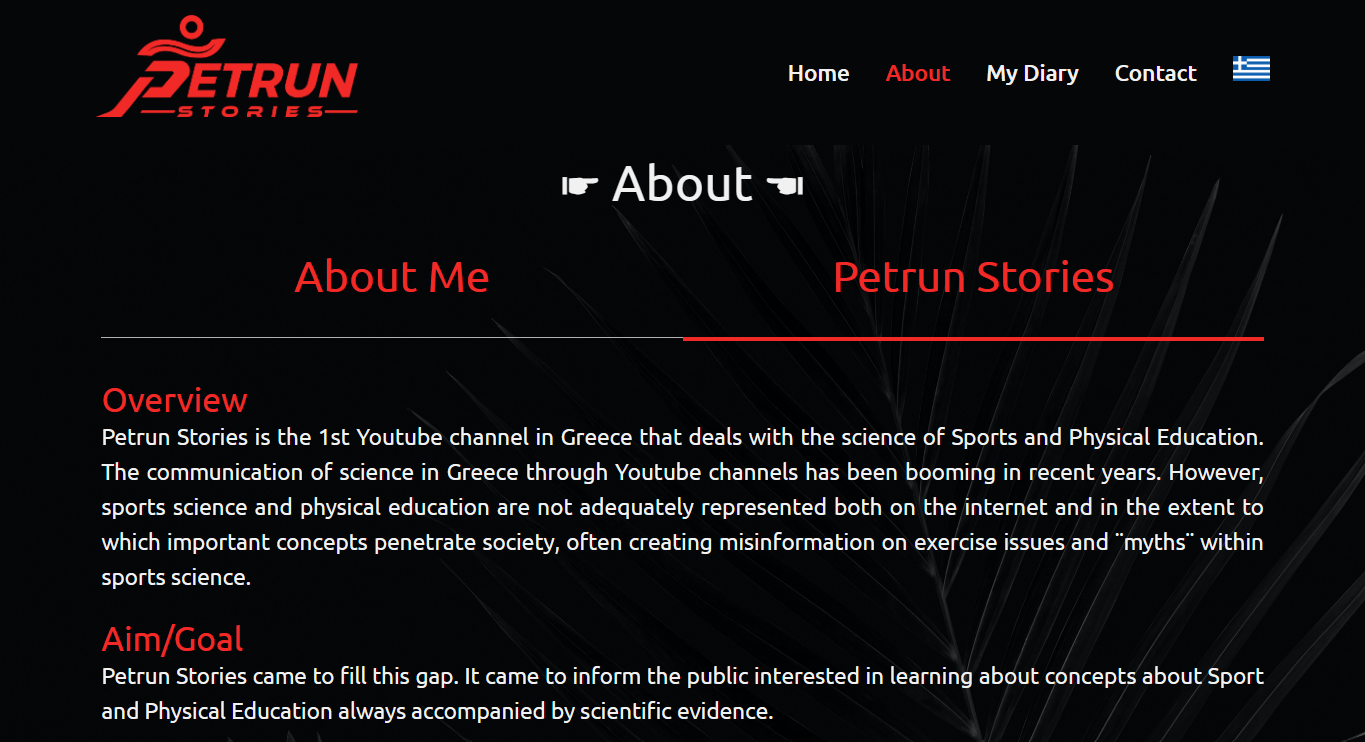 PETRUN
STORIES
Home About My Diary Contact
☛ About ☚
About Me Petrun Stories
Overview
Petrun Stories is the 1st Youtube channel in Greece that deals with the science of Sports and Physical Education.
The communication of science in Greece through Youtube channels has been booming in recent years. However,
sports science and physical education are not adequately represented both on the internet and in the extent to
which important concepts penetrate society, often creating misinformation on exercise issues and ¨myths¨ within
sports science.
Aim/Goal
Petrun Stories came to fill this gap. It came to inform the public interested in learning about concepts about Sport
and Physical Education always accompanied by scientific evidence.